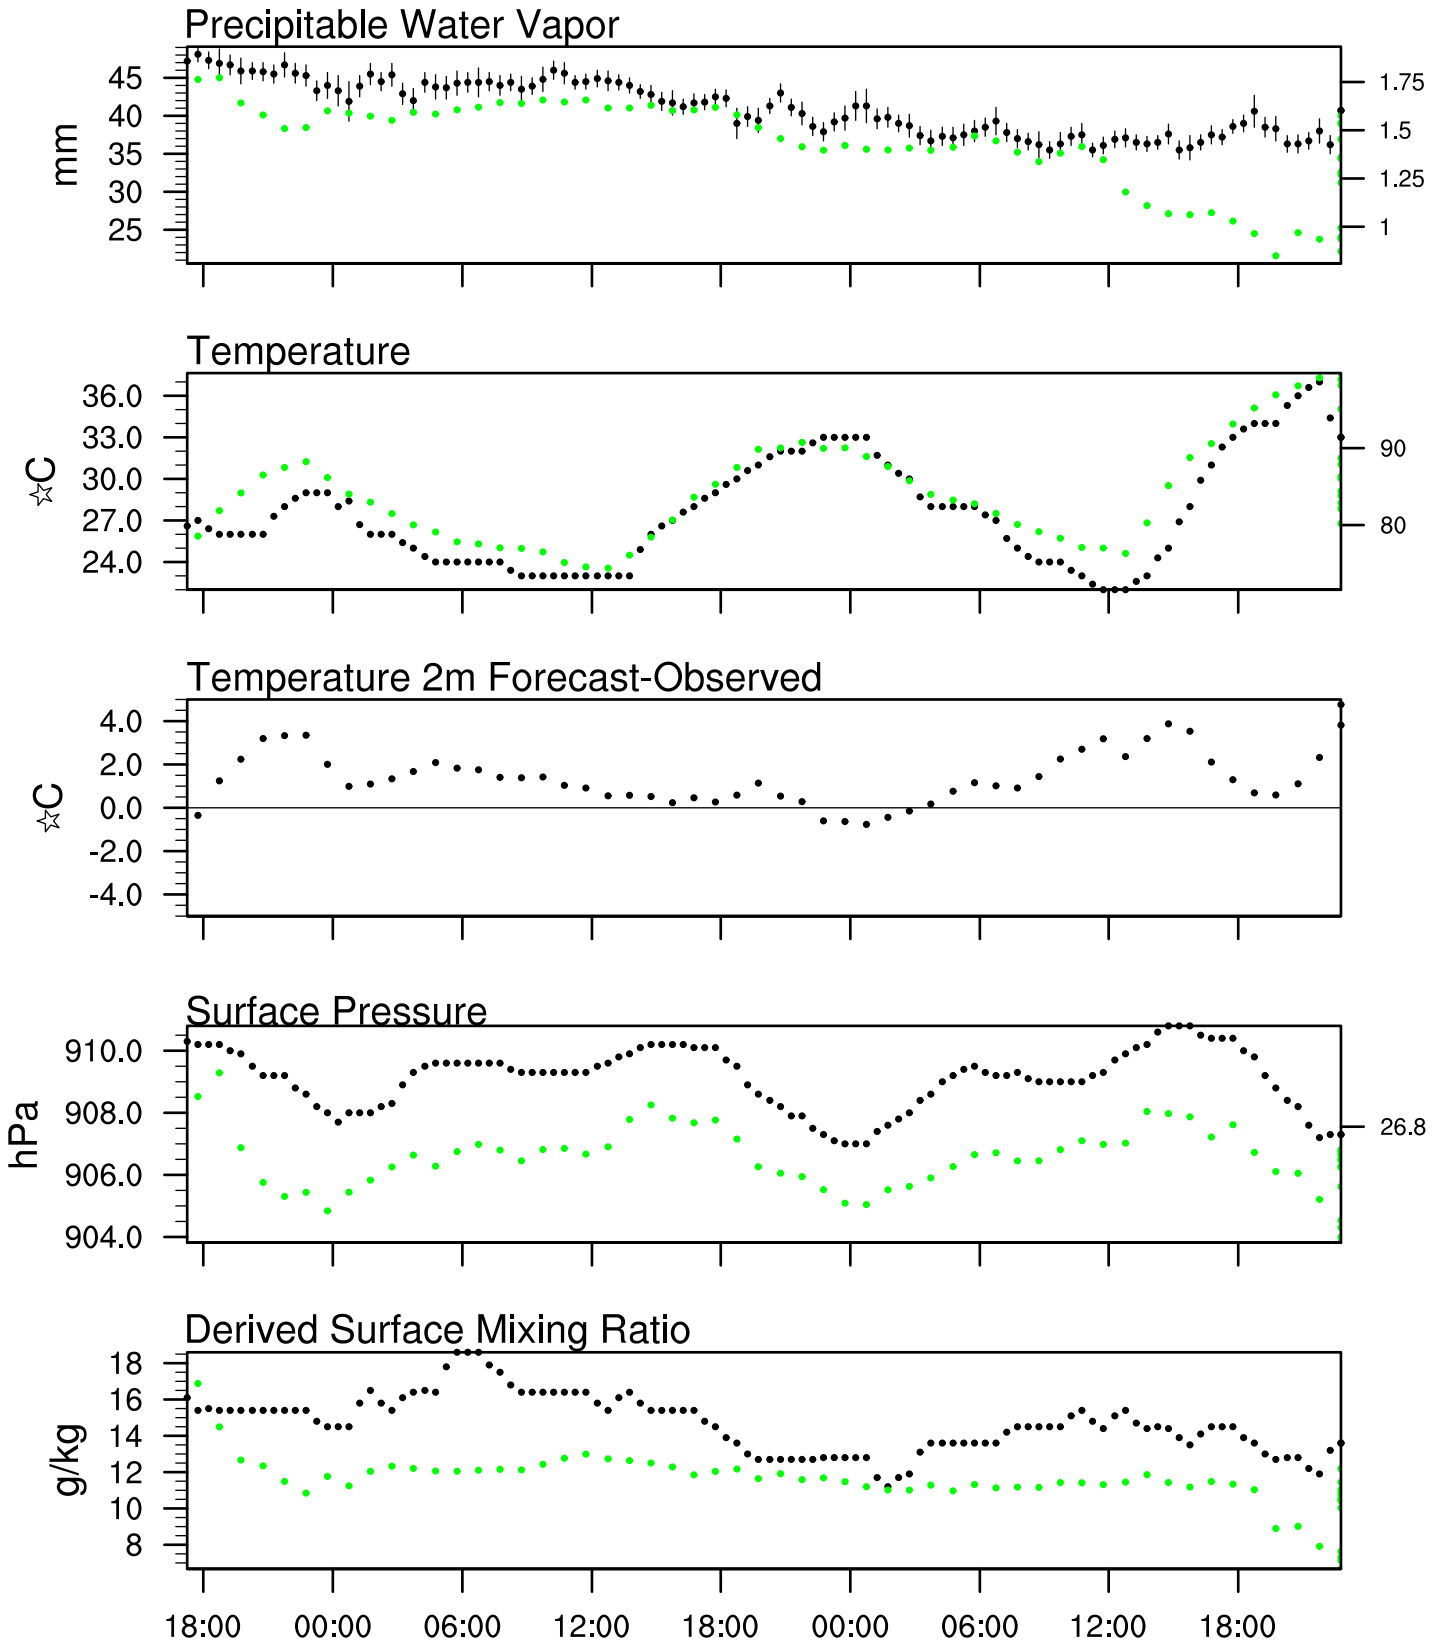 Precipitable Water Vapor
45
40
35
30
25
mm
1.75
1.5
1.25
1
Temperature
36.0
33.0
30.0
27.0
24.0
☆C
90
80
Temperature 2m Forecast-Observed
4.0
2.0
0.0
-2.0
-4.0
☆C
Surface Pressure
910.0
908.0
906.0
904.0
hPa
26.8
Derived Surface Mixing Ratio
18
16
14
12
10
8
g/kg
18:00 00:00 06:00 12:00 18:00 00:00 06:00 12:00 18:00